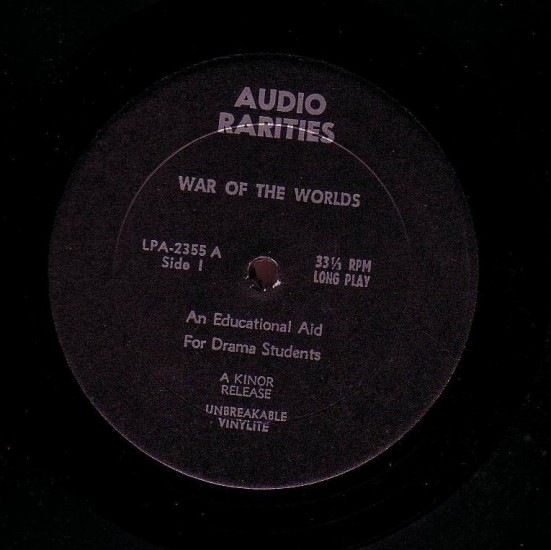 AUDIO
RARITIES
WAR OF THE WORLDS
LPA-2355 A
Side 1
33⅓ RPM
LONG PLAY
An Educational Aid
For Drama Students
A KINOR
RELEASE
UNBREAKABLE
VINYLITE